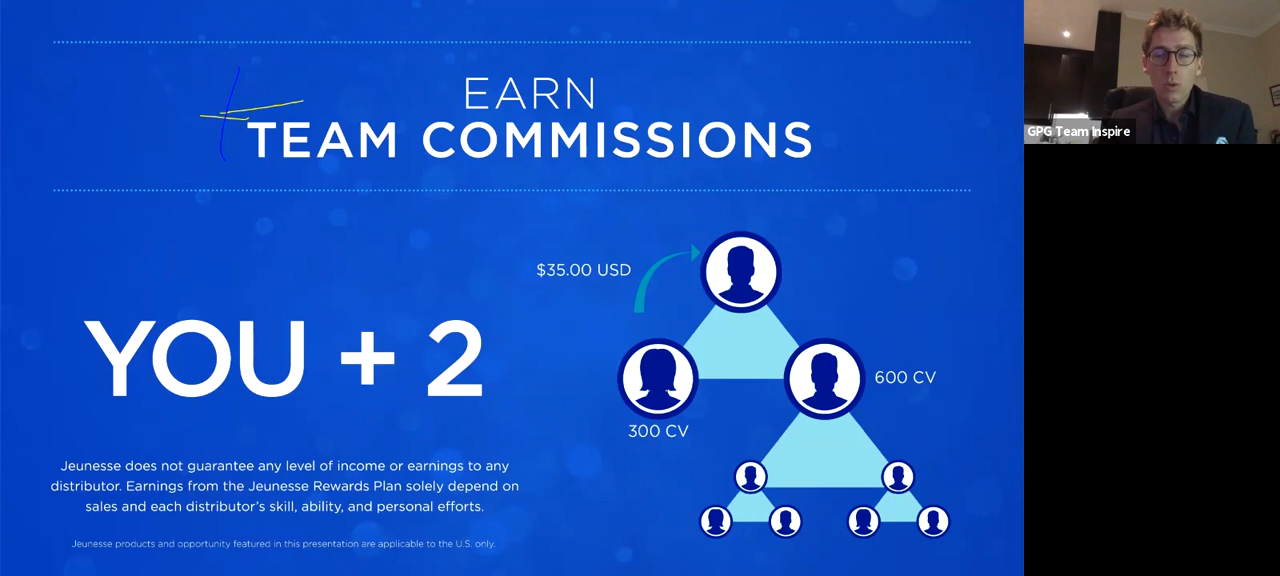 EARN
TEAM COMMISSIONS
GPG Team Inspire
$35.00 USD
YOU + 2
600 CV
300 CV
Jeunesse does not guarantee any level of income or earnings to any
distributor. Earnings from the Jeunesse Rewards Plan solely depend on
sales and each distributor's skill, ability, and personal efforts.
Jeunesse products and opportunity featured in this presentation are applicable to the U.S. only.